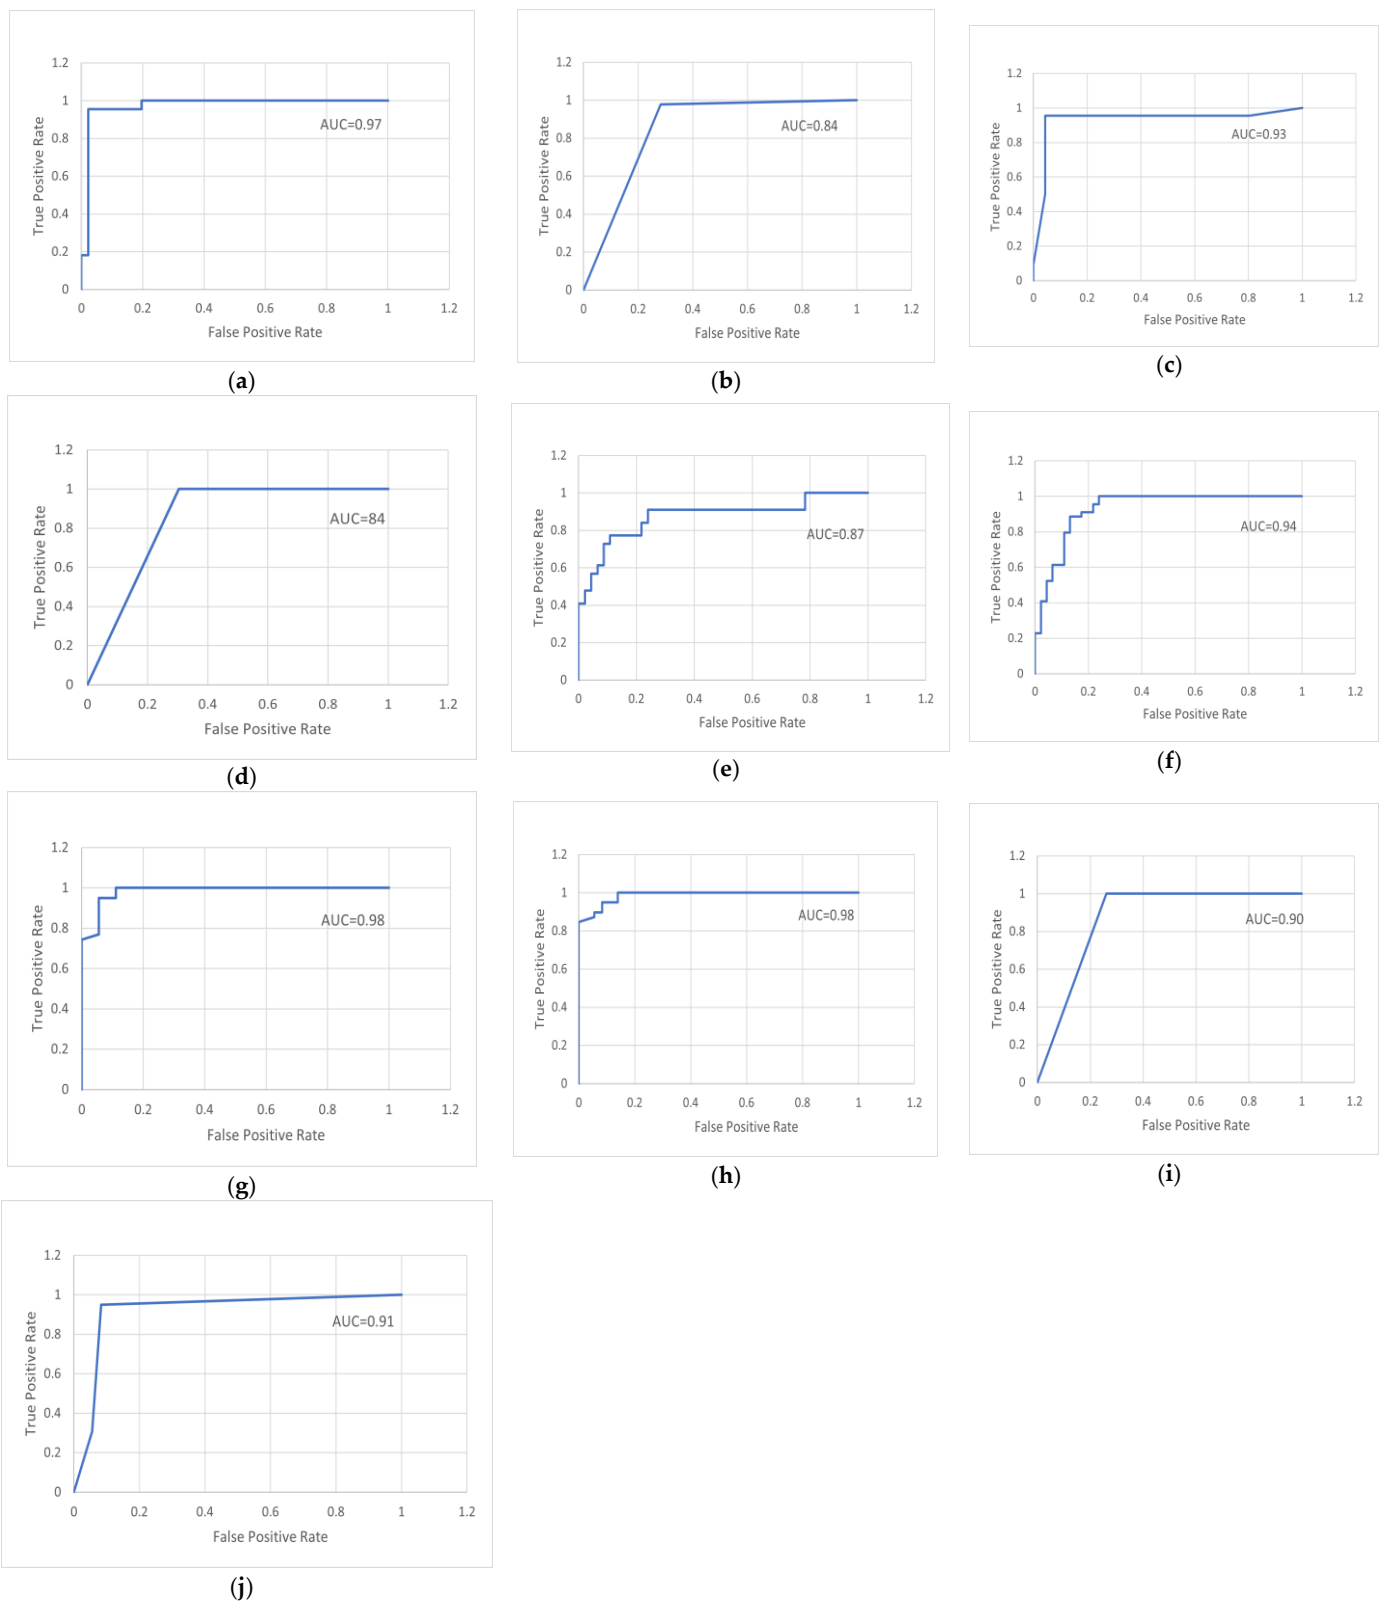 1.2
1
AUC=0.97
0.8
0.6
0.4
0.2
0
0 0.2 0.4 0.6 0.8 1 1.2
True Positive Rate
False Positive Rate
(a)
1.2
1
AUC=0.84
0.8
0.6
0.4
0.2
0
0 0.2 0.4 0.6 0.8 1 1.2
True Positive Rate
False Positive Rate
(b)
1.2
1
AUC=0.93
0.8
0.6
0.4
0.2
0
0 0.2 0.4 0.6 0.8 1 1.2
True Positive Rate
False Positive Rate
(c)
1.2
1
AUC=84
0.8
0.6
0.4
0.2
0
0 0.2 0.4 0.6 0.8 1 1.2
True Positive Rate
False Positive Rate
(d)
1.2
1
AUC=0.87
0.8
0.6
0.4
0.2
0
0 0.2 0.4 0.6 0.8 1 1.2
True Positive Rate
False Positive Rate
(e)
1.2
1
AUC=0.94
0.8
0.6
0.4
0.2
0
0 0.2 0.4 0.6 0.8 1 1.2
True Positive Rate
False Positive Rate
(f)
1.2
1
AUC=0.98
0.8
0.6
0.4
0.2
0
0 0.2 0.4 0.6 0.8 1 1.2
True Positive Rate
False Positive Rate
(g)
1.2
1
AUC=0.98
0.8
0.6
0.4
0.2
0
0 0.2 0.4 0.6 0.8 1 1.2
True Positive Rate
False Positive Rate
(h)
1.2
1
AUC=0.90
0.8
0.6
0.4
0.2
0
0 0.2 0.4 0.6 0.8 1 1.2
True Positive Rate
False Positive Rate
(i)
1.2
1
AUC=0.91
0.8
0.6
0.4
0.2
0
0 0.2 0.4 0.6 0.8 1 1.2
True Positive Rate
False Positive Rate
(j)